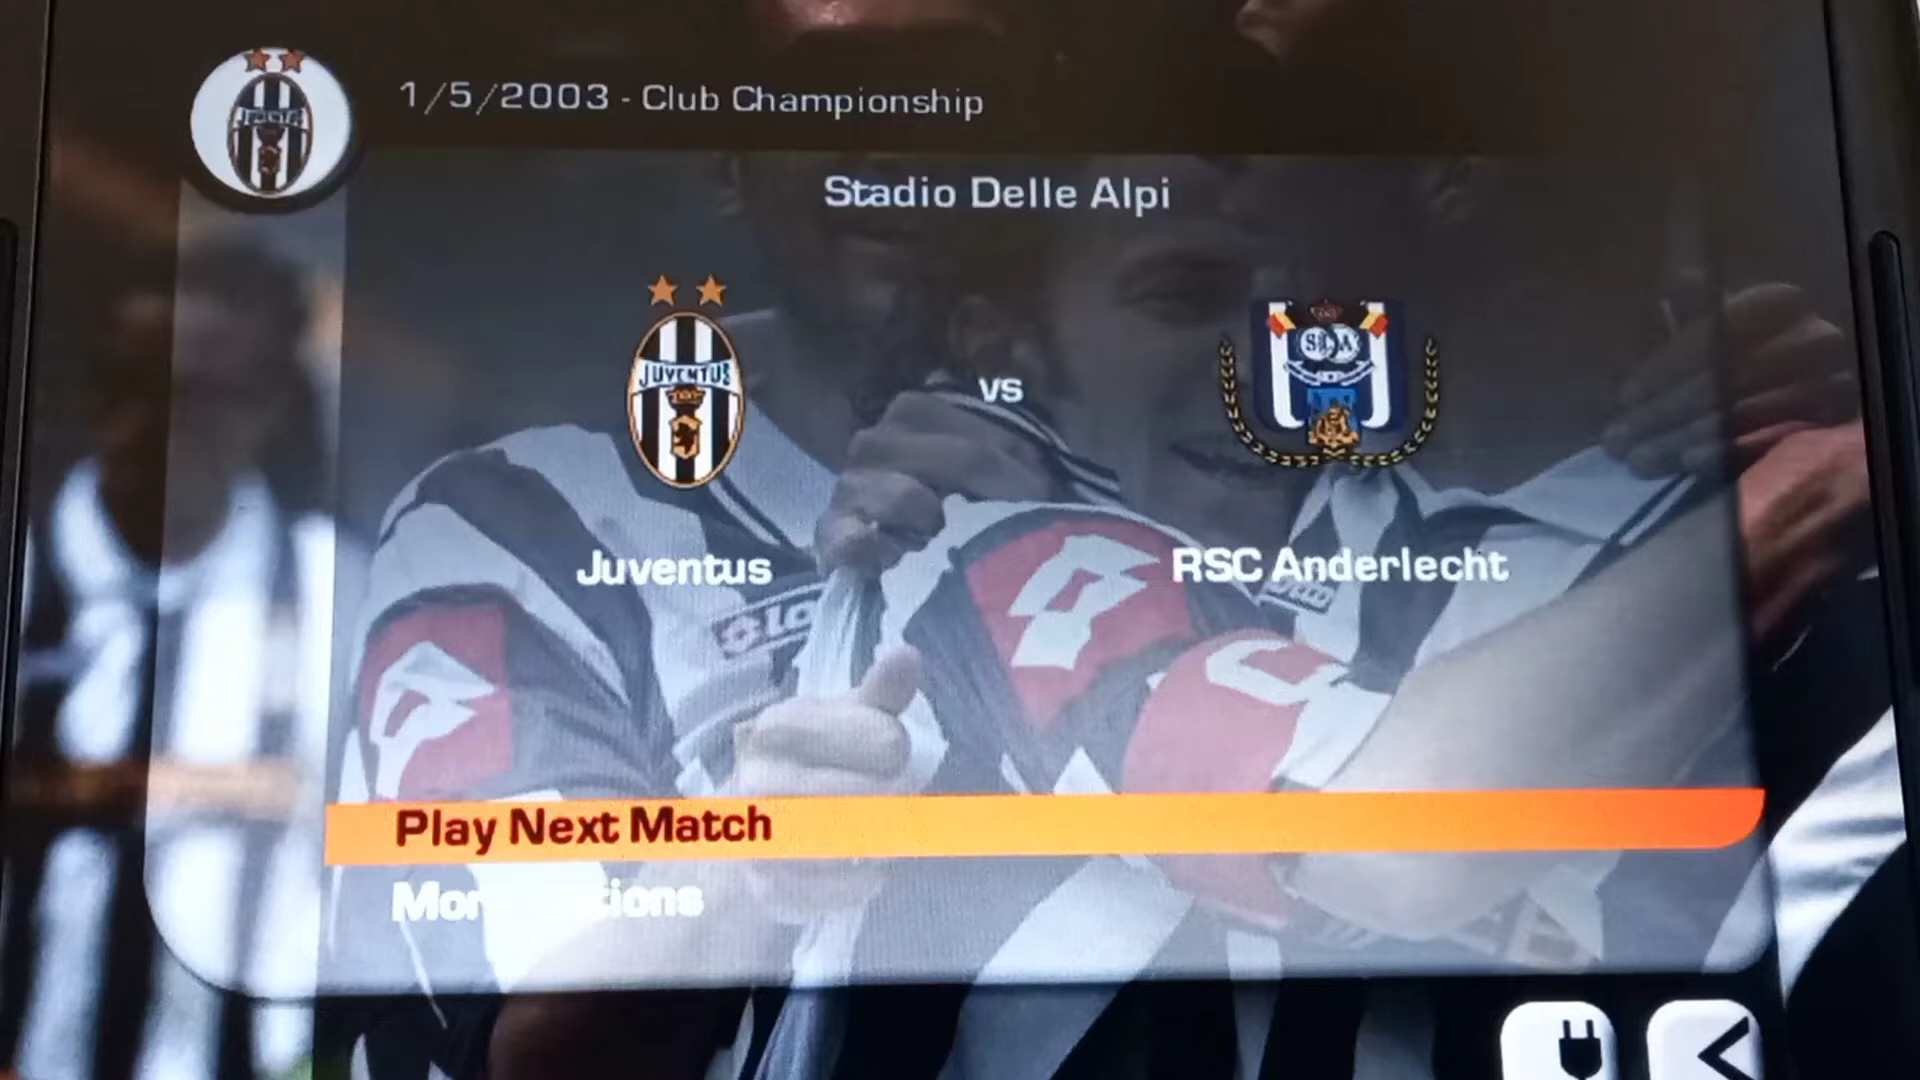 1/5/2003 - Club Championship
Stadio Delle Alpi
JUVENTUS
vs
Juventus
RSC Anderlecht
Play Next Match